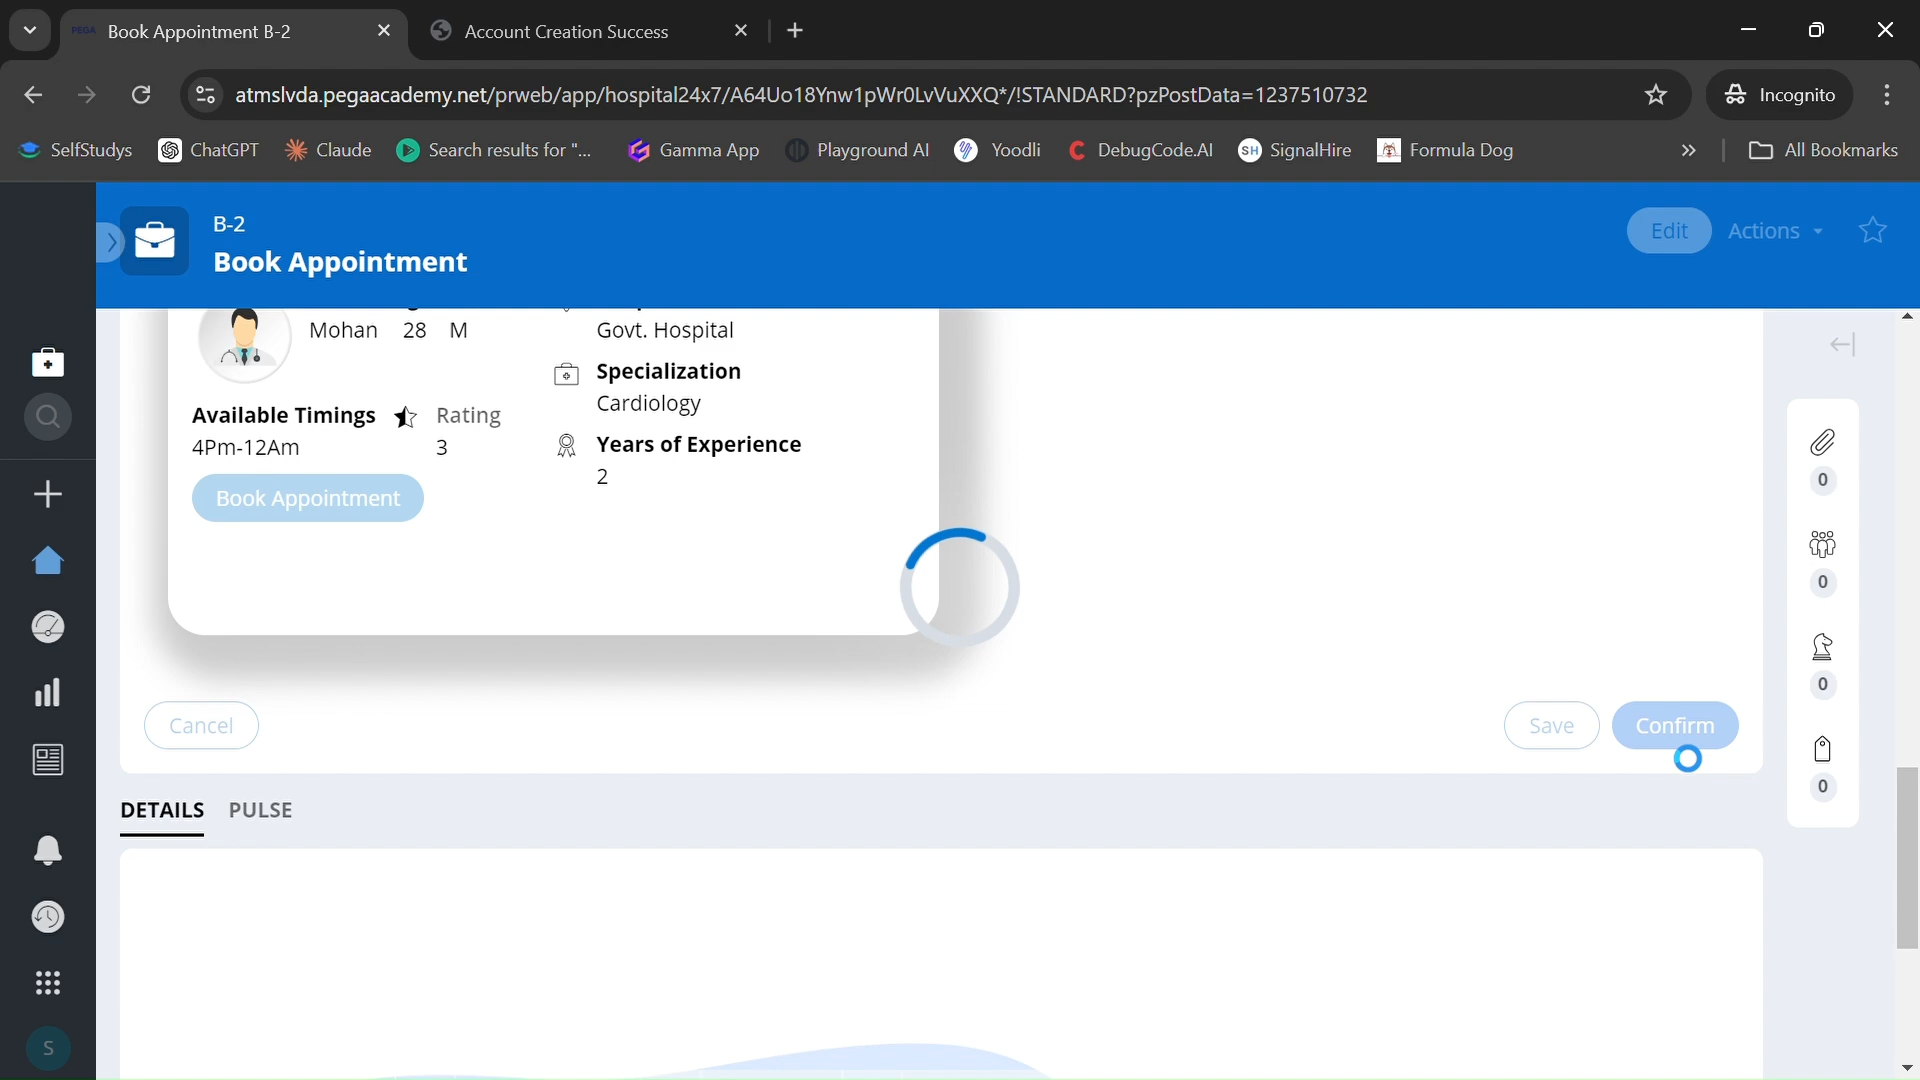 PEGA Book Appointment B-2
Account Creation Success
atmslvda.pegaacademy.net/prweb/app/hospital24x7/A64Uo18Ynw1pWr0LvVuXXQ*/!STANDARD?pzPostData=1237510732
Incognito
SelfStudys
ChatGPT
Claude
Search results for "...
Gamma App
Playground AI
Yoodli
DebugCode.AI
SH SignalHire
Formula Dog
All Bookmarks
B-2
Book Appointment
Edit
Actions
Mohan 28 M
Govt. Hospital
Specialization
Cardiology
Available Timings
4Pm-12Am
Rating
3
Years of Experience
2
Book Appointment
Cancel
Save
Confirm
DETAILS
PULSE
0
0
0
0
S